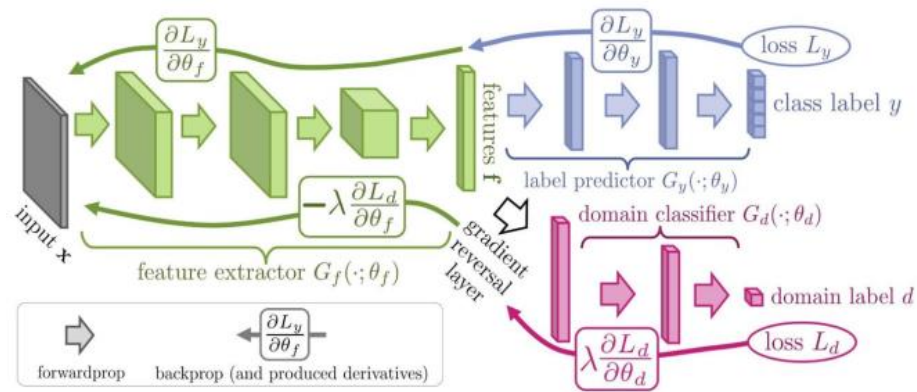 ∂L_y/∂θ_f
∂L_y/∂θ_y
loss L_y
features f
class label y
label predictor G_y(·;θ_y)
input x
−λ ∂L_d/∂θ_f
feature extractor G_f(·;θ_f)
gradient
reversal
layer
domain classifier G_d(·;θ_d)
domain label d
λ ∂L_d/∂θ_d
loss L_d
∂L_y/∂θ_f
forwardprop
backprop (and produced derivatives)